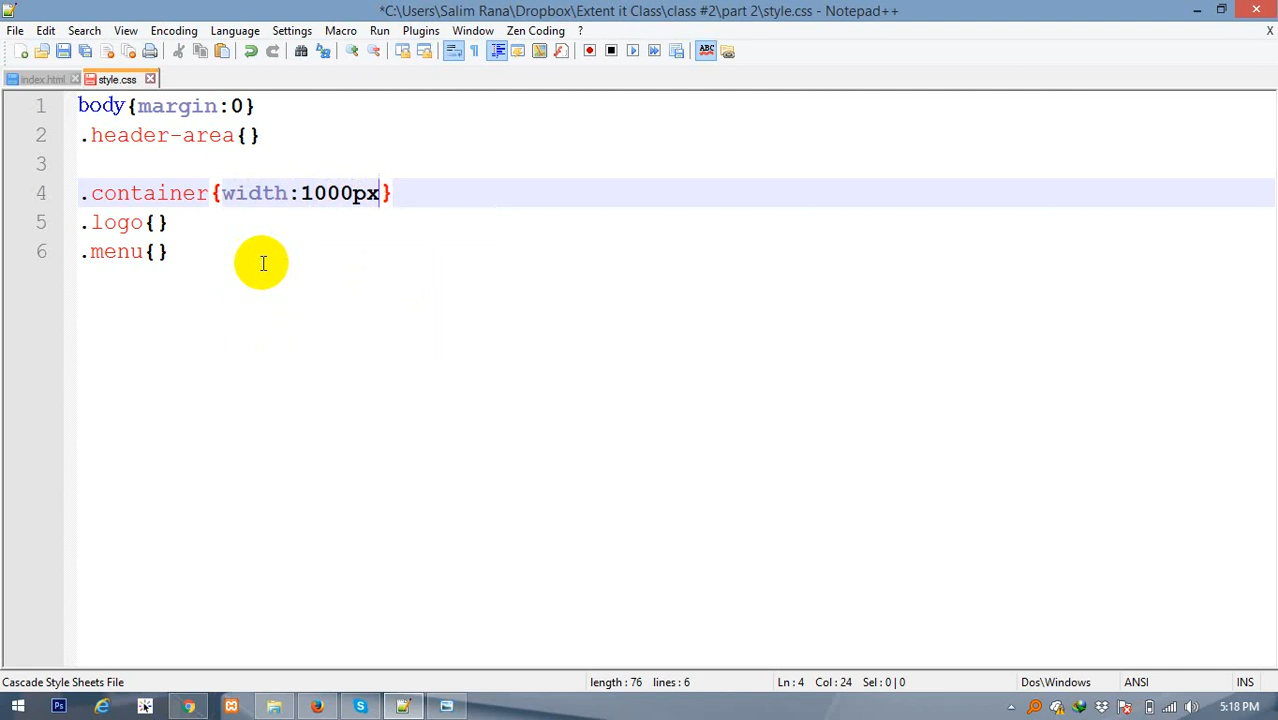 *C:\Users\Salim Rana\Dropbox\Extent it Class\class #2\part 2\style.css - Notepad++
File Edit Search View Encoding Language Settings Macro Run Plugins Window Zen Coding ? X
ABC
index.html style.css
1 body{margin:0}
2 .header-area{}
3
4 .container{width:1000px}
5 .logo{}
6 .menu{}
Cascade Style Sheets File length : 76 lines : 6 Ln : 4 Col : 24 Sel : 0 | 0 Dos\Windows ANSI INS
Ps 5:18 PM